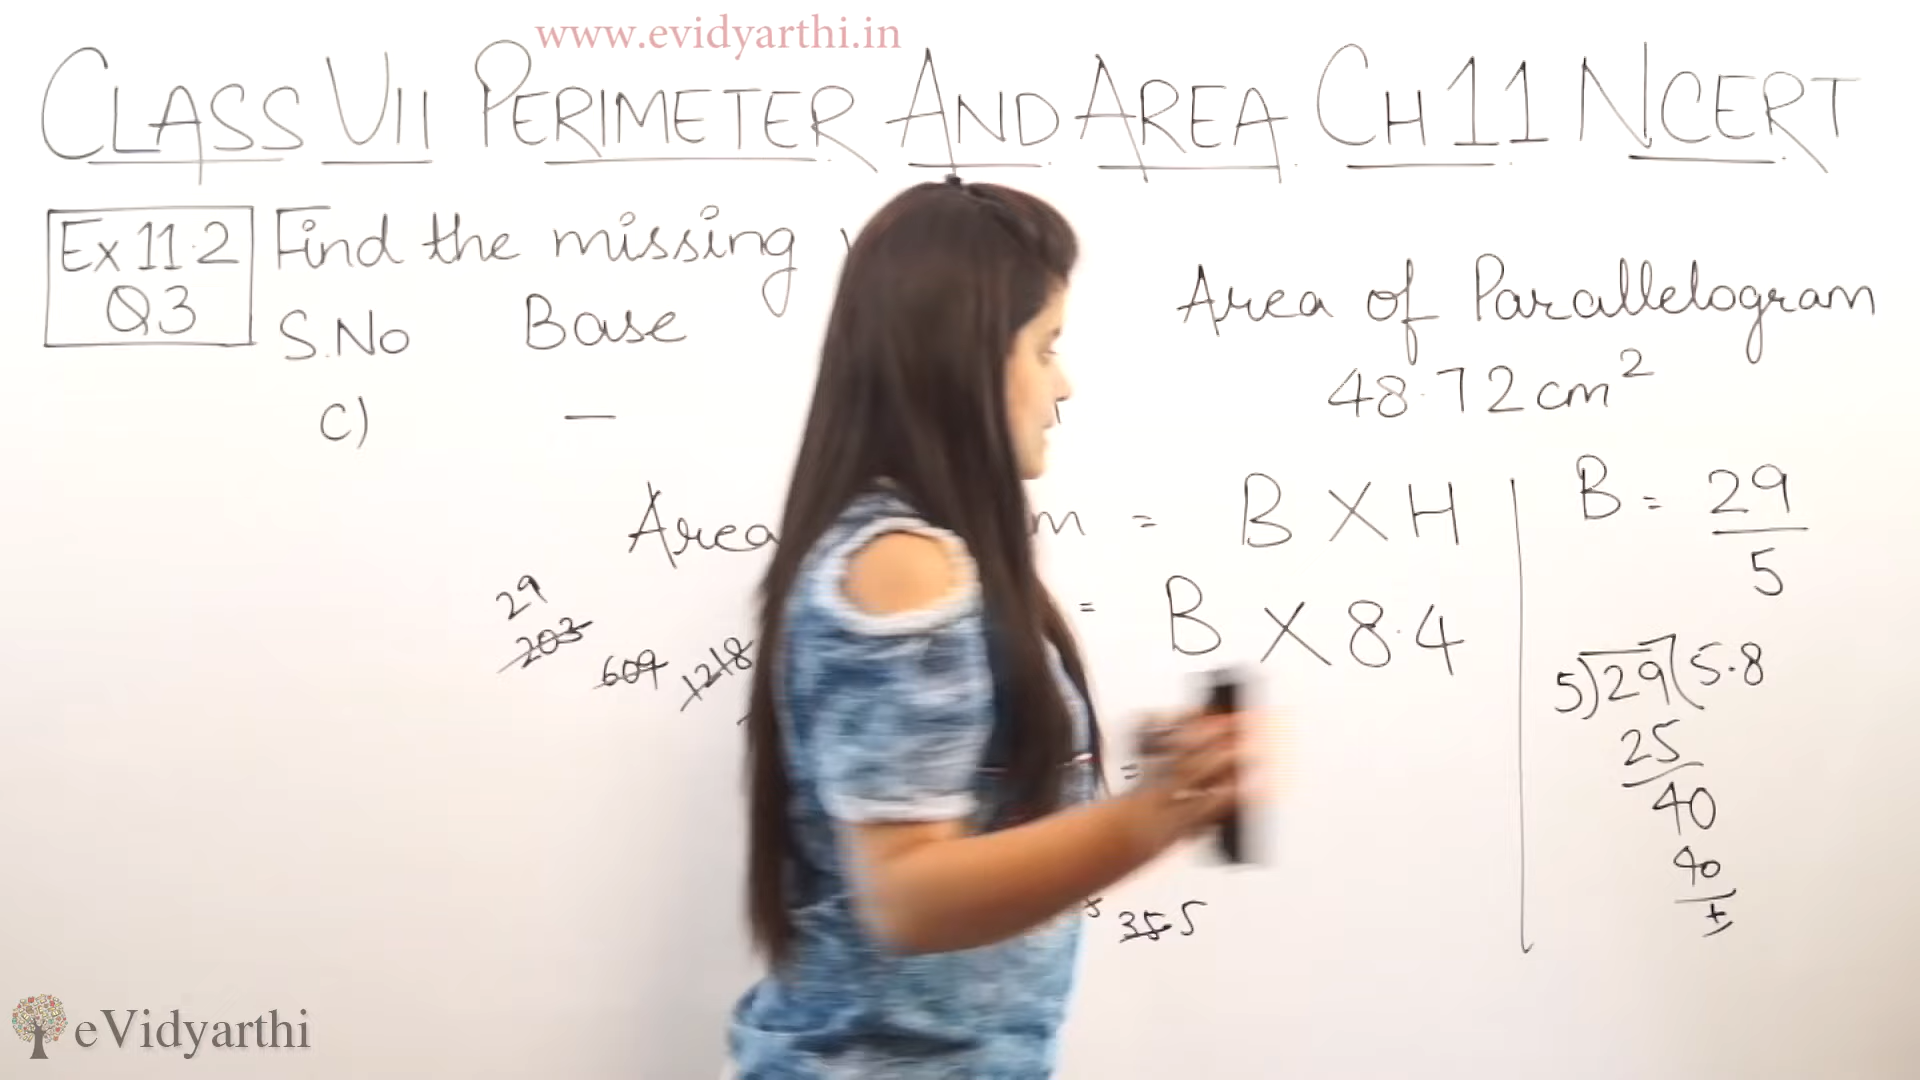 www.evidyarthi.in
CLASS VII PERIMETER AND AREA CH 11 NCERT
Ex 11.2
Q3
Find the missing
S.No Base Area of Parallelogram
c) — 48.72 cm²
Area m = B X H
= B X 8.4
29
203
609 1218
=
35 5
B = 29
5
5)29(5.8
25
40
40
eVidyarthi